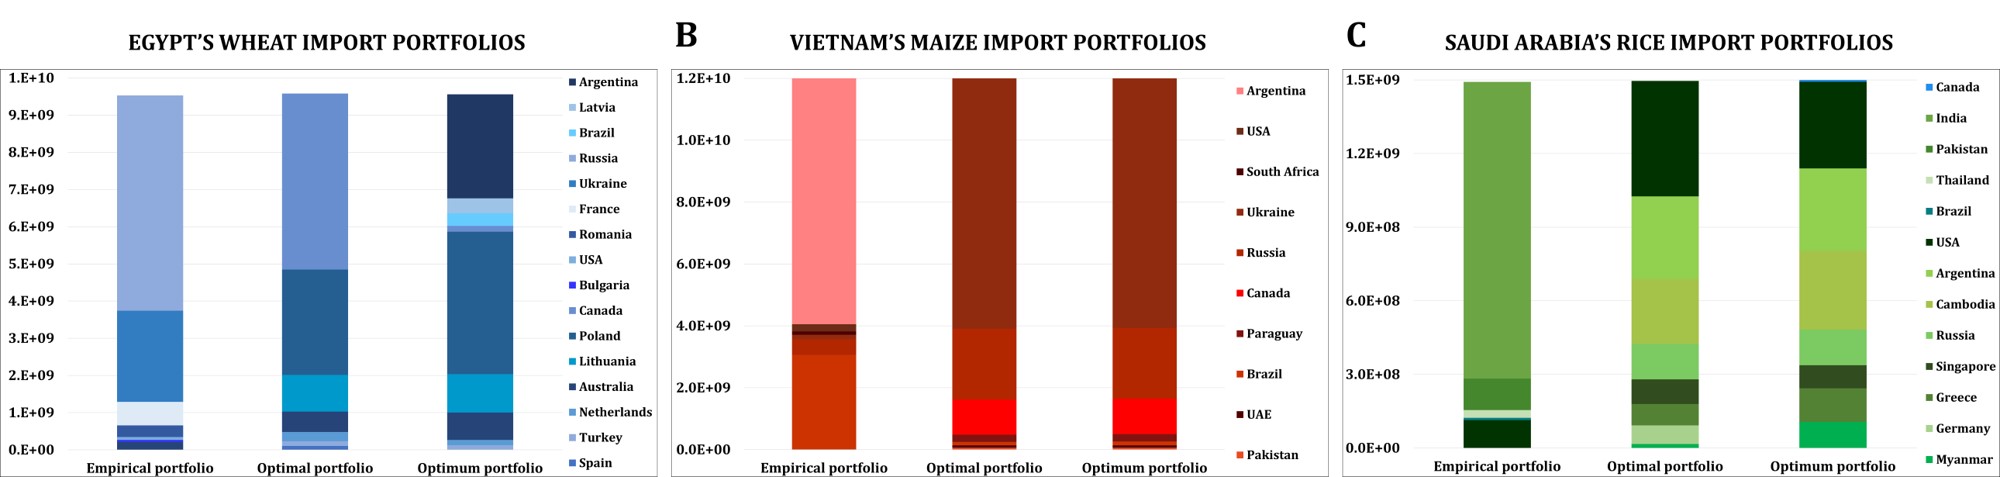 EGYPT'S WHEAT IMPORT PORTFOLIOS
1.E+10
9.E+09
8.E+09
7.E+09
6.E+09
5.E+09
4.E+09
3.E+09
2.E+09
1.E+09
0.E+00
Empirical portfolio
Optimal portfolio
Optimum portfolio
Argentina
Latvia
Brazil
Russia
Ukraine
France
Romania
USA
Bulgaria
Canada
Poland
Lithuania
Australia
Netherlands
Turkey
Spain
B
VIETNAM'S MAIZE IMPORT PORTFOLIOS
1.2E+10
1.0E+10
8.0E+09
6.0E+09
4.0E+09
2.0E+09
0.0E+00
Empirical portfolio
Optimal portfolio
Optimum portfolio
Argentina
USA
South Africa
Ukraine
Russia
Canada
Paraguay
Brazil
UAE
Pakistan
C
SAUDI ARABIA'S RICE IMPORT PORTFOLIOS
1.5E+09
1.2E+09
9.0E+08
6.0E+08
3.0E+08
0.0E+00
Empirical portfolio
Optimal portfolio
Optimum portfolio
Canada
India
Pakistan
Thailand
Brazil
USA
Argentina
Cambodia
Russia
Singapore
Greece
Germany
Myanmar